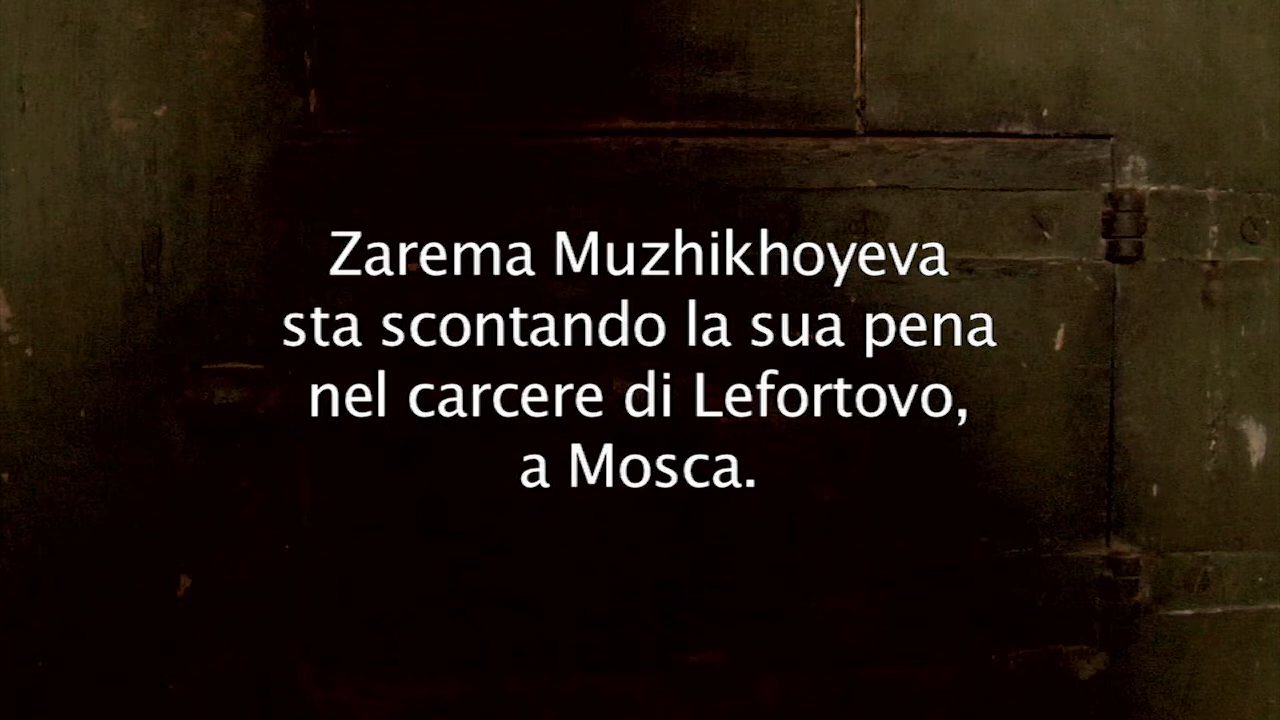 Zarema Muzhikhoyeva
sta scontando la sua pena
nel carcere di Lefortovo,
a Mosca.